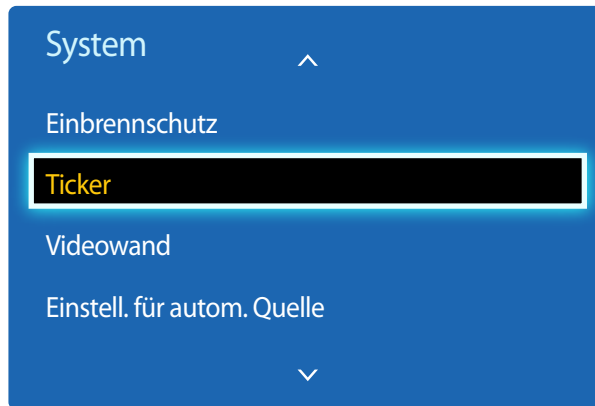 System
Einbrennschutz
Ticker
Videowand
Einstell. für autom. Quelle